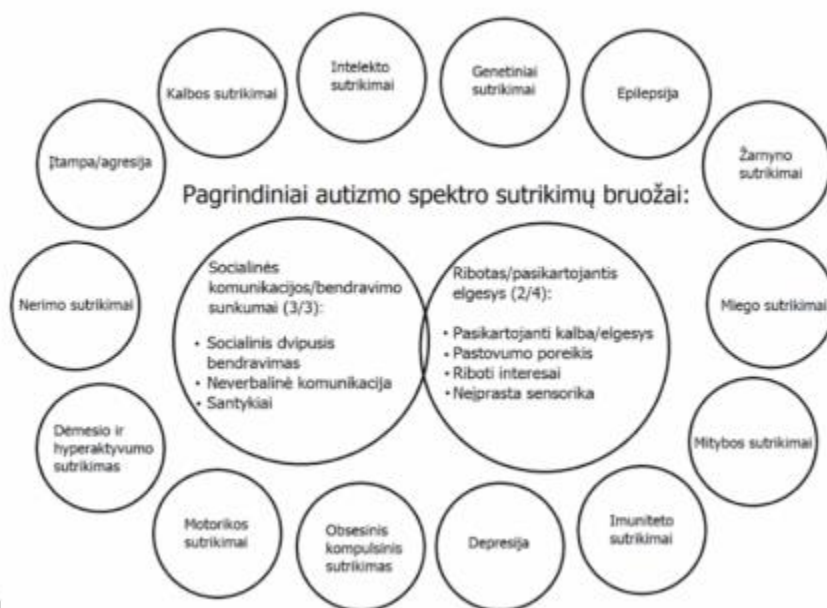 Kalbos sutrikimai
Intelekto
sutrikimai
Genetiniai
sutrikimai
Epilepsija
Įtampa/agresija
Žarnyno
sutrikimai
Pagrindiniai autizmo spektro sutrikimų bruožai:
Socialinės
komunikacijos/bendravimo
sunkumai (3/3):
• Socialinis dvipusis
bendravimas
• Neverbalinė komunikacija
• Santykiai
Ribotas/pasikartojantis
elgesys (2/4):
• Pasikartojanti kalba/elgesys
• Pastovumo poreikis
• Riboti interesai
• Neįprasta sensorika
Nerimo sutrikimai
Miego sutrikimai
Dėmesio ir
hyperaktyvumo
sutrikimas
Mitybos sutrikimai
Motorikos
sutrikimai
Obsesinis
kompulsinis
sutrikimas
Depresija
Imuniteto
sutrikimai